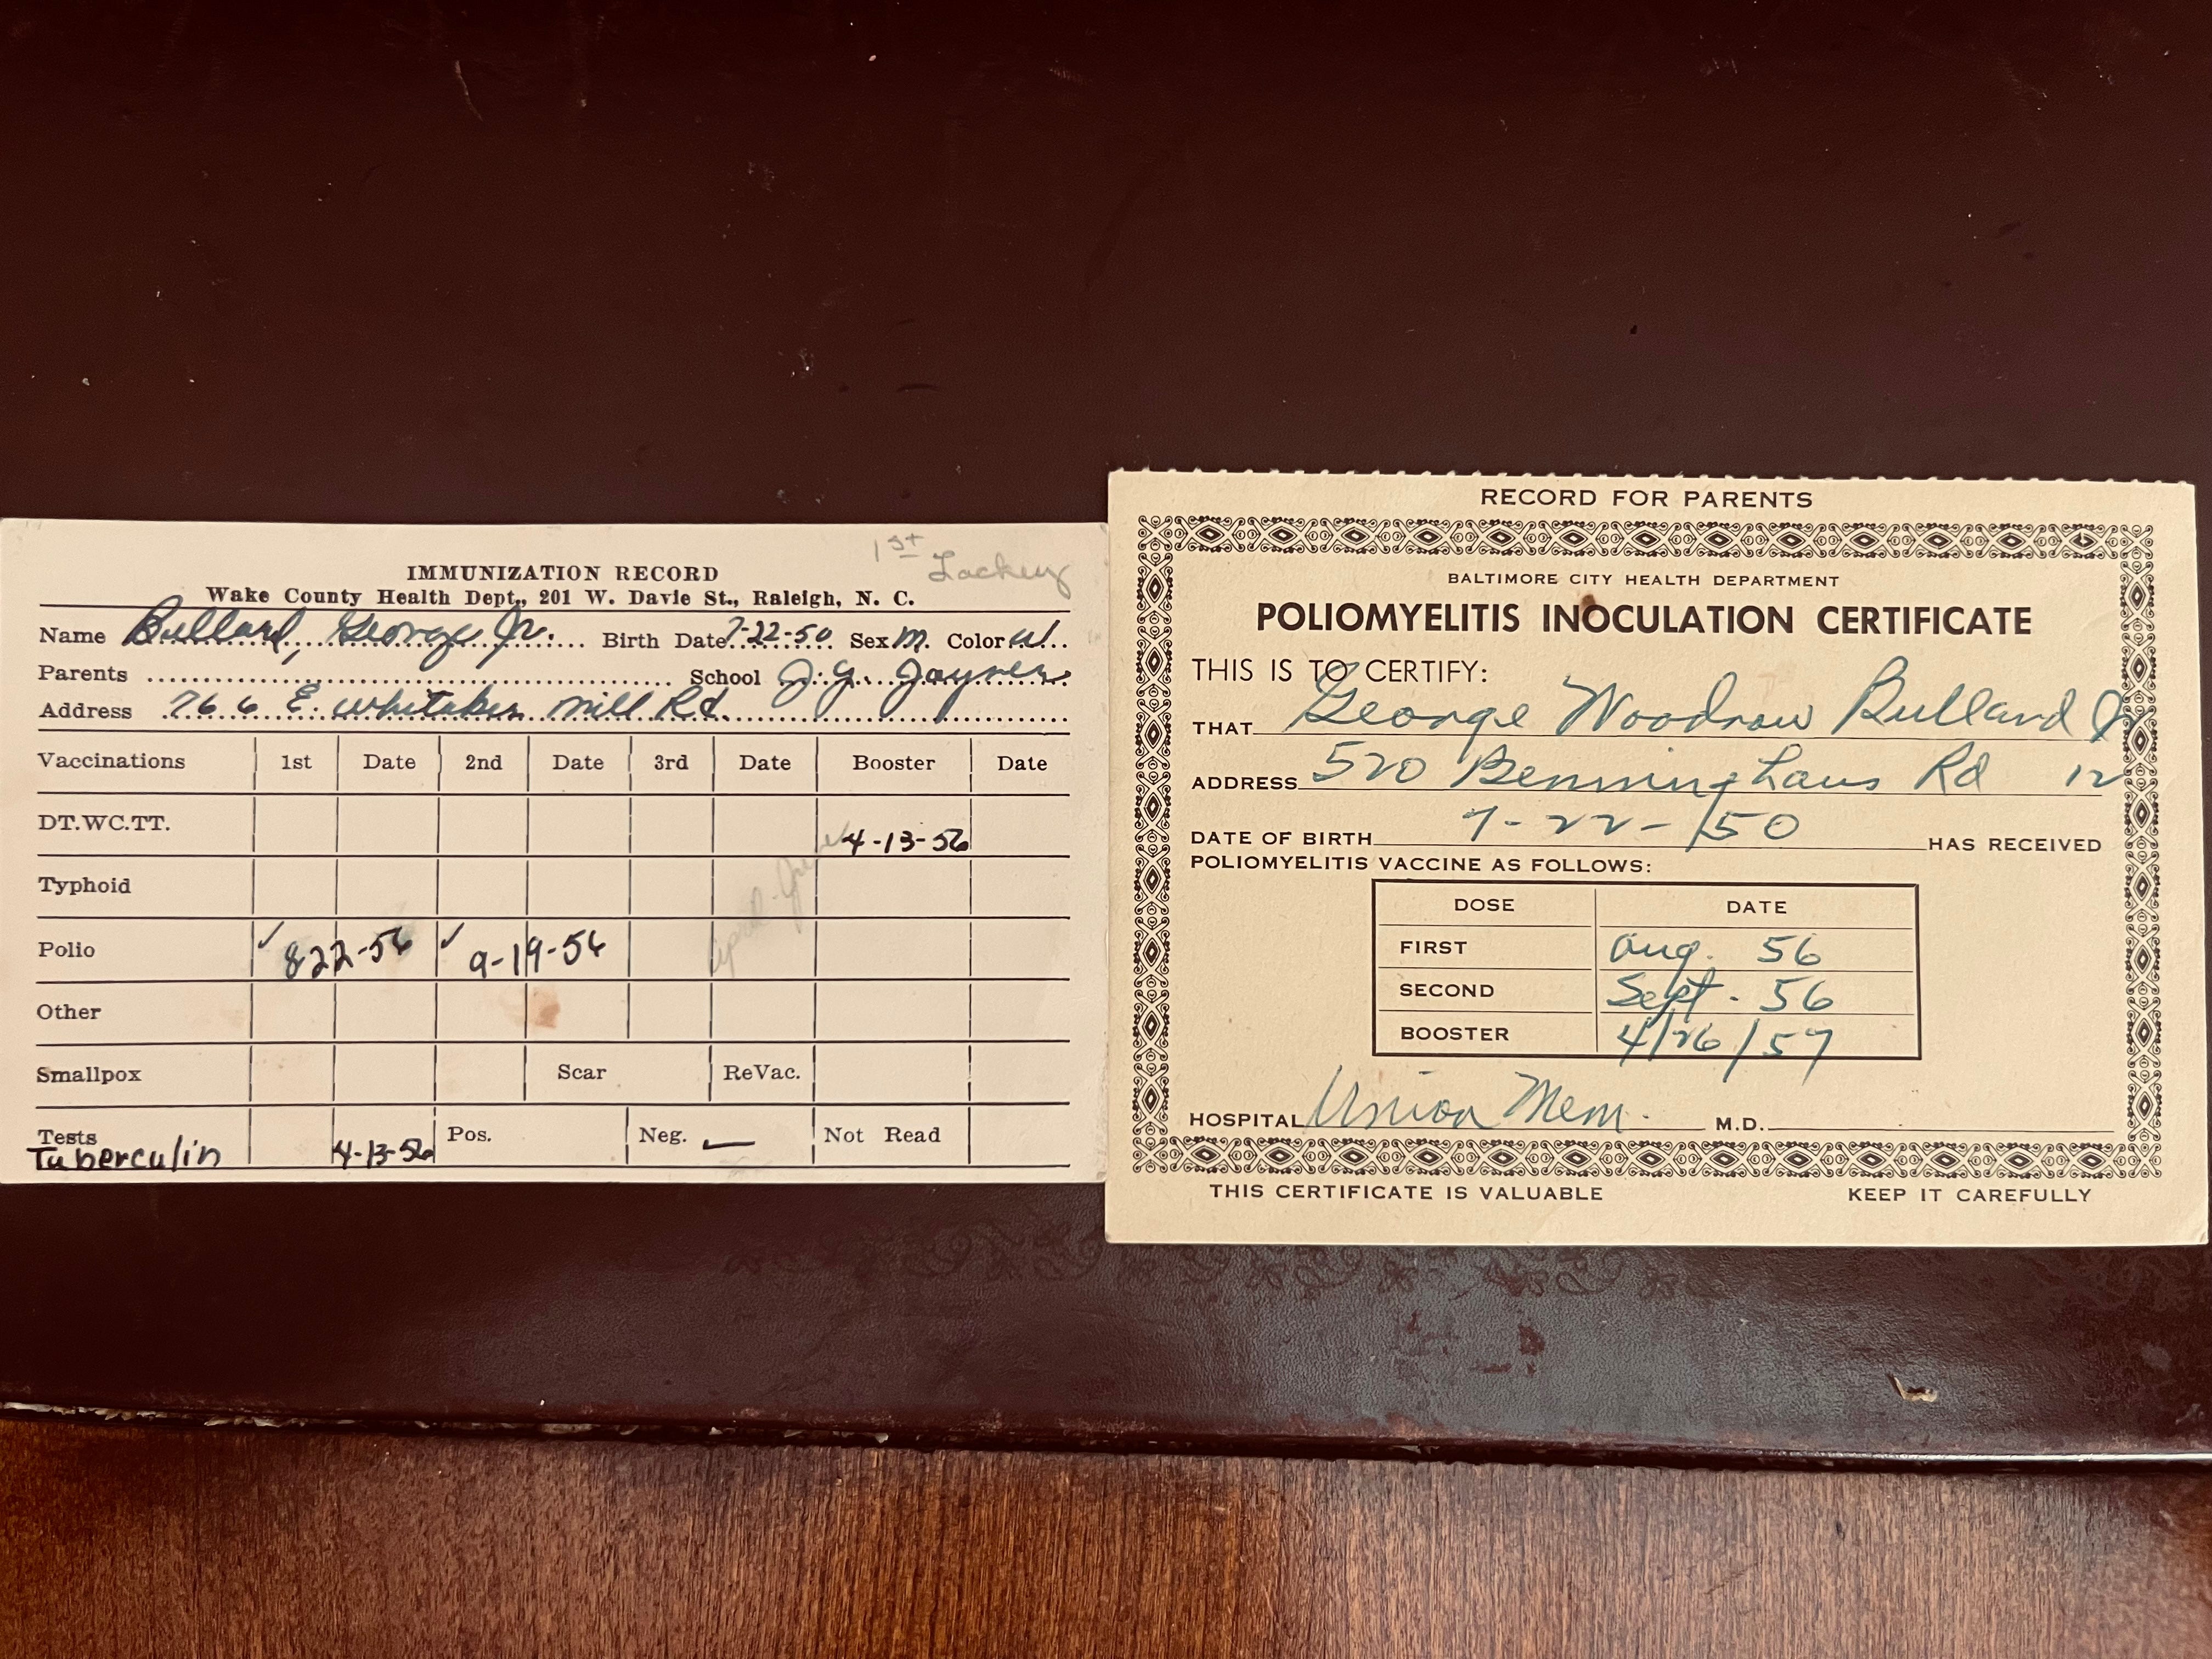 1st
Lackey
IMMUNIZATION RECORD
Wake County Health Dept., 201 W. Davie St., Raleigh, N. C.
Name Bullard, George Jr. Birth Date 7-22-50 Sex M. Color W.
Parents School J. Y. Joyner
Address 766 E. Whitaker Mill Rd.
Vaccinations 1st Date 2nd Date 3rd Date Booster Date
DT.WC.TT. 4-13-56
Typhoid
Polio ✓ 8-22-56 ✓ 9-19-56 April-June
Other
Smallpox Scar ReVac.
Tests Pos. Neg. — Not Read
Tuberculin 4-13-56
RECORD FOR PARENTS
BALTIMORE CITY HEALTH DEPARTMENT
POLIOMYELITIS INOCULATION CERTIFICATE
THIS IS TO CERTIFY:
THAT George Woodrow Bullard Jr
ADDRESS 520 Benninghaus Rd 12
DATE OF BIRTH 7-22-/50 HAS RECEIVED
POLIOMYELITIS VACCINE AS FOLLOWS:
DOSE DATE
FIRST Aug. 56
SECOND Sept. 56
BOOSTER 4/26/57
HOSPITAL Union Mem. M.D.
THIS CERTIFICATE IS VALUABLE KEEP IT CAREFULLY